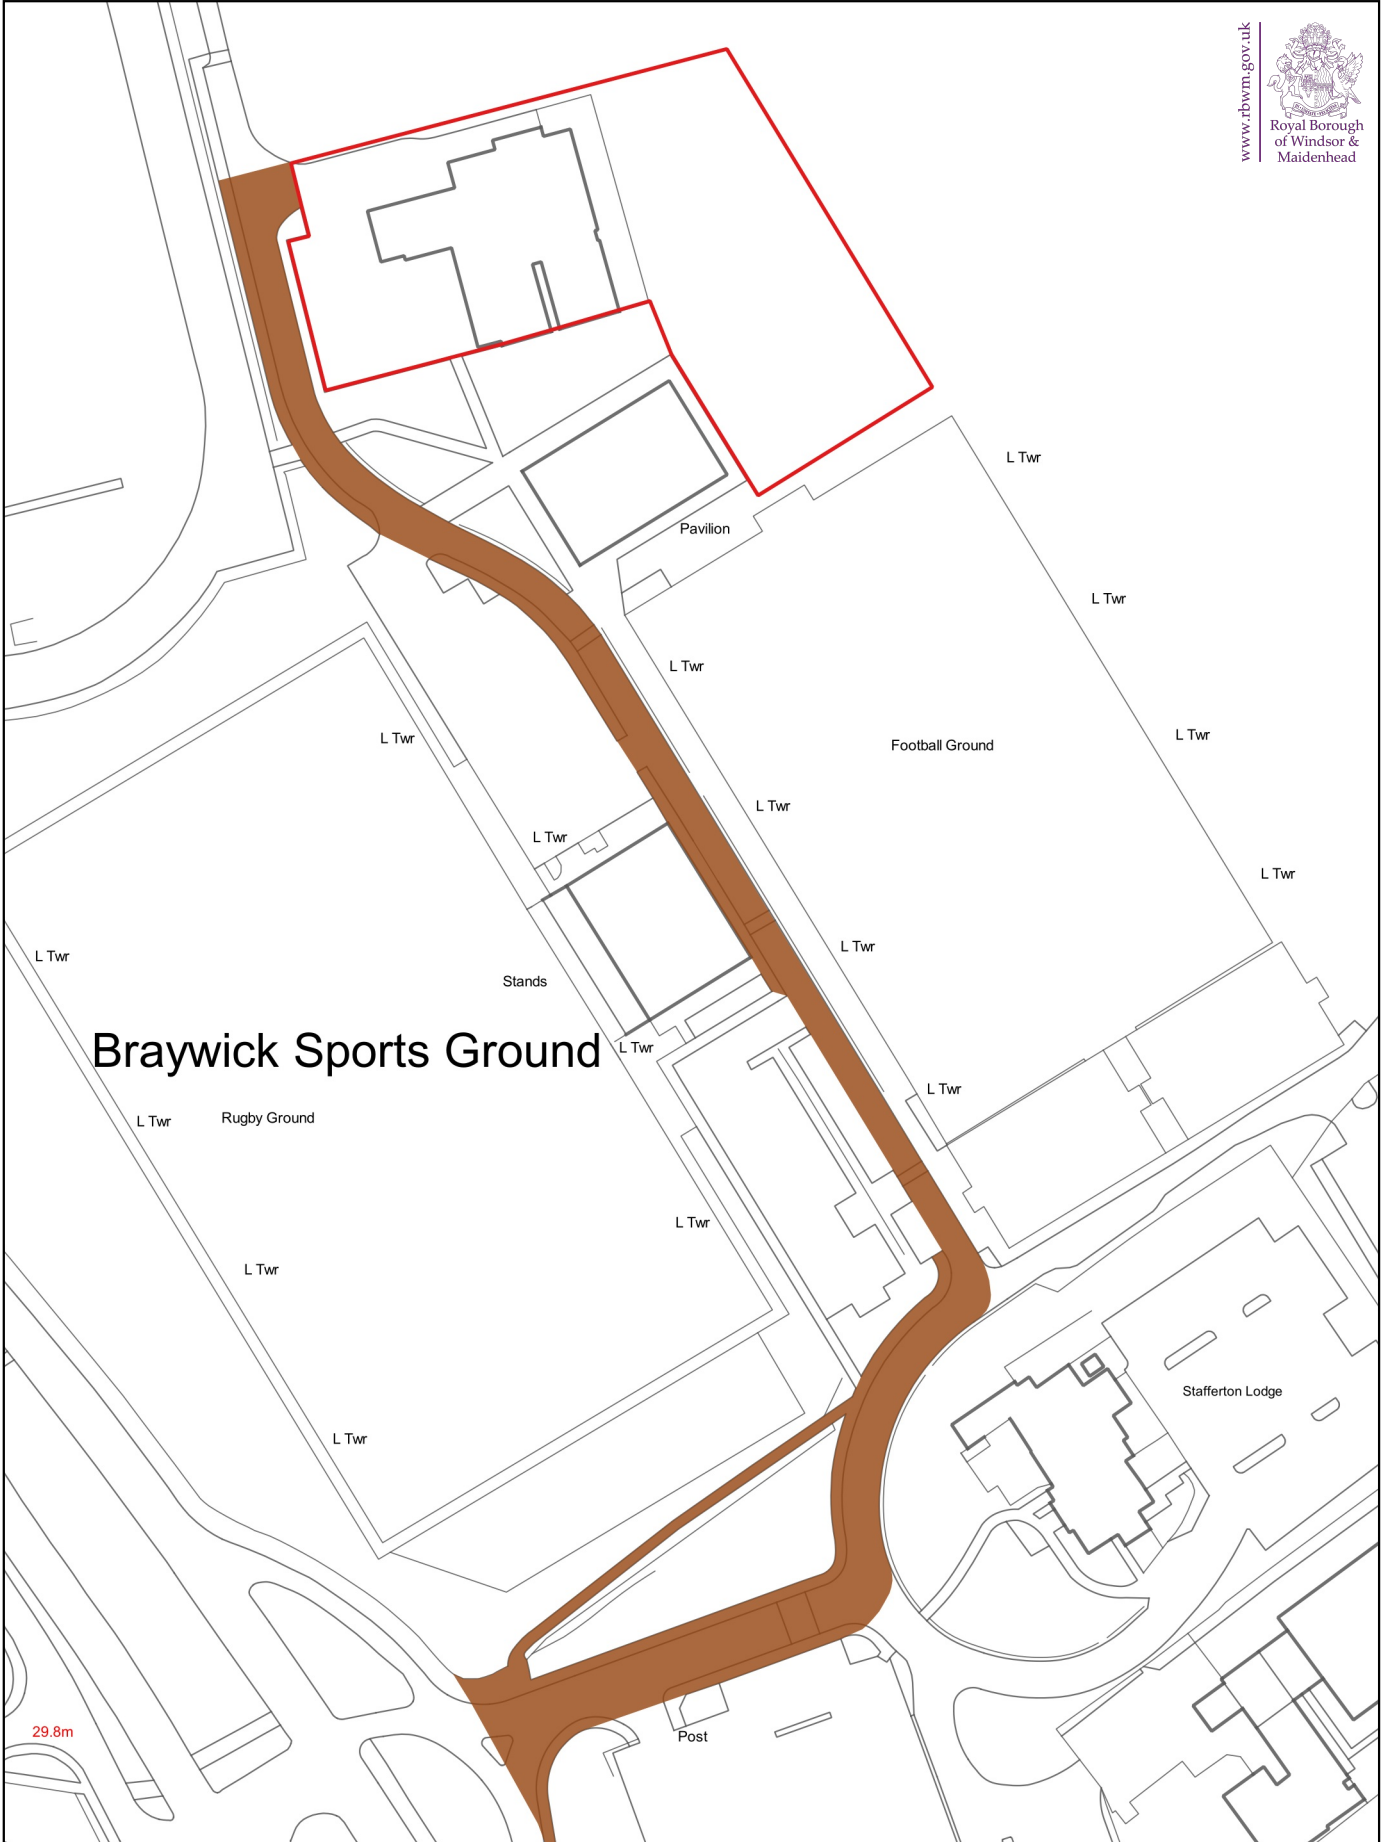 www.rbwm.gov.uk
Royal Borough
of Windsor &
Maidenhead
L Twr
Pavilion
L Twr
L Twr
L Twr
L Twr
Football Ground
L Twr
L Twr
L Twr
L Twr
L Twr
Stands
L Twr
Braywick Sports Ground
L Twr
L Twr
L Twr
Rugby Ground
L Twr
L Twr
Stafferton Lodge
L Twr
29.8m
Post